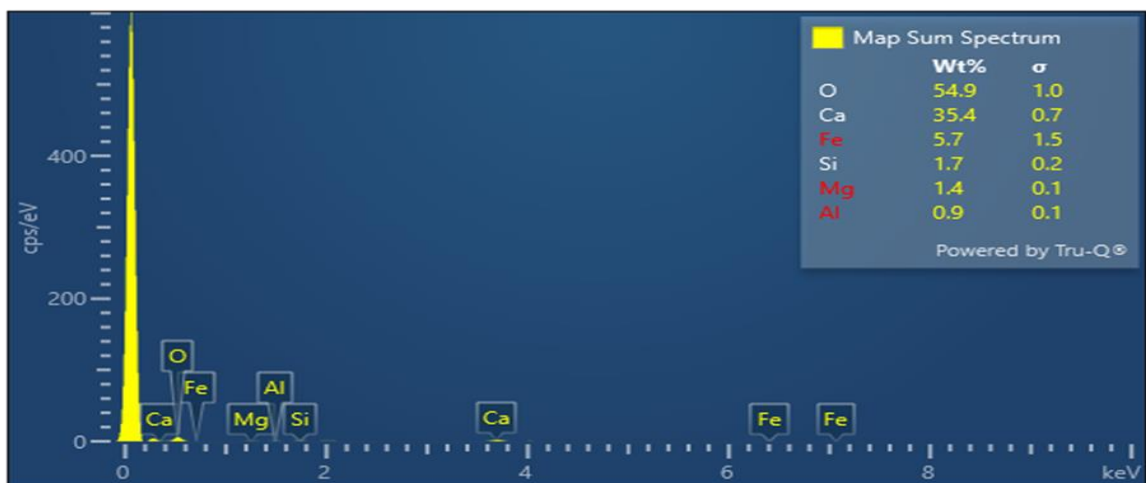 Map Sum Spectrum
Wt% σ
O 54.9 1.0
Ca 35.4 0.7
Fe 5.7 1.5
Si 1.7 0.2
Mg 1.4 0.1
Al 0.9 0.1
Powered by Tru-Q®
cps/eV
400
200
0
O
Fe Al
Ca Mg Si Ca Fe Fe
0 2 4 6 8 keV